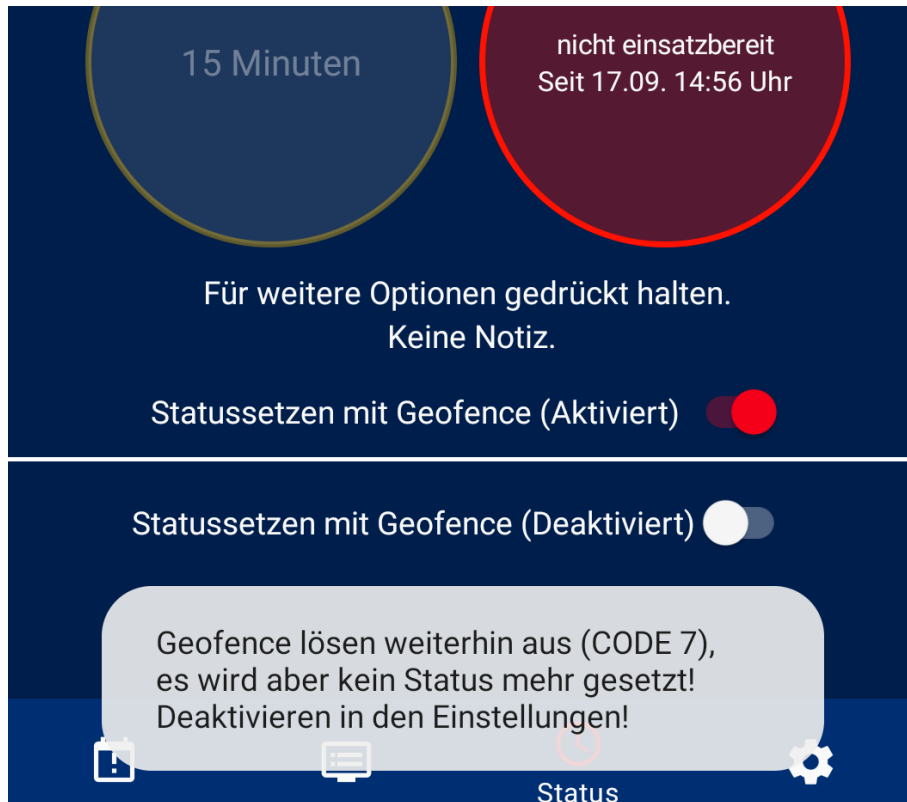 15 Minuten
nicht einsatzbereit
Seit 17.09. 14:56 Uhr
Für weitere Optionen gedrückt halten.
Keine Notiz.
Statussetzen mit Geofence (Aktiviert)
Statussetzen mit Geofence (Deaktiviert)
Geofence lösen weiterhin aus (CODE 7),
es wird aber kein Status mehr gesetzt!
Deaktivieren in den Einstellungen!
Status